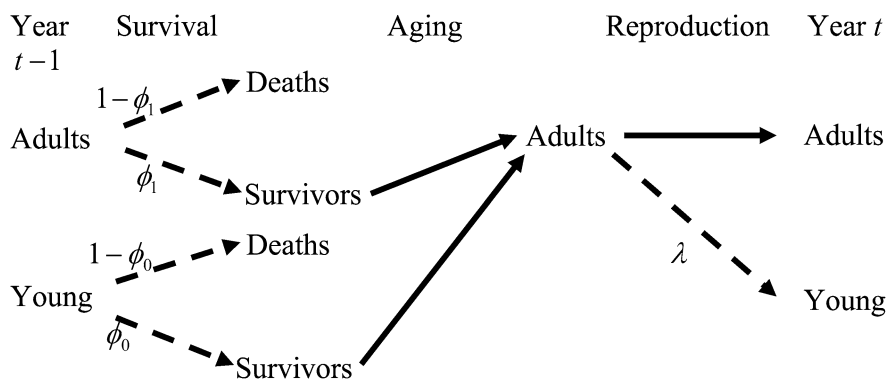 Year Survival Aging Reproduction Year t
t−1
Deaths
1−ϕ₁
Adults Adults Adults
ϕ₁
Survivors
Deaths
1−ϕ₀
λ
Young Young
ϕ₀
Survivors